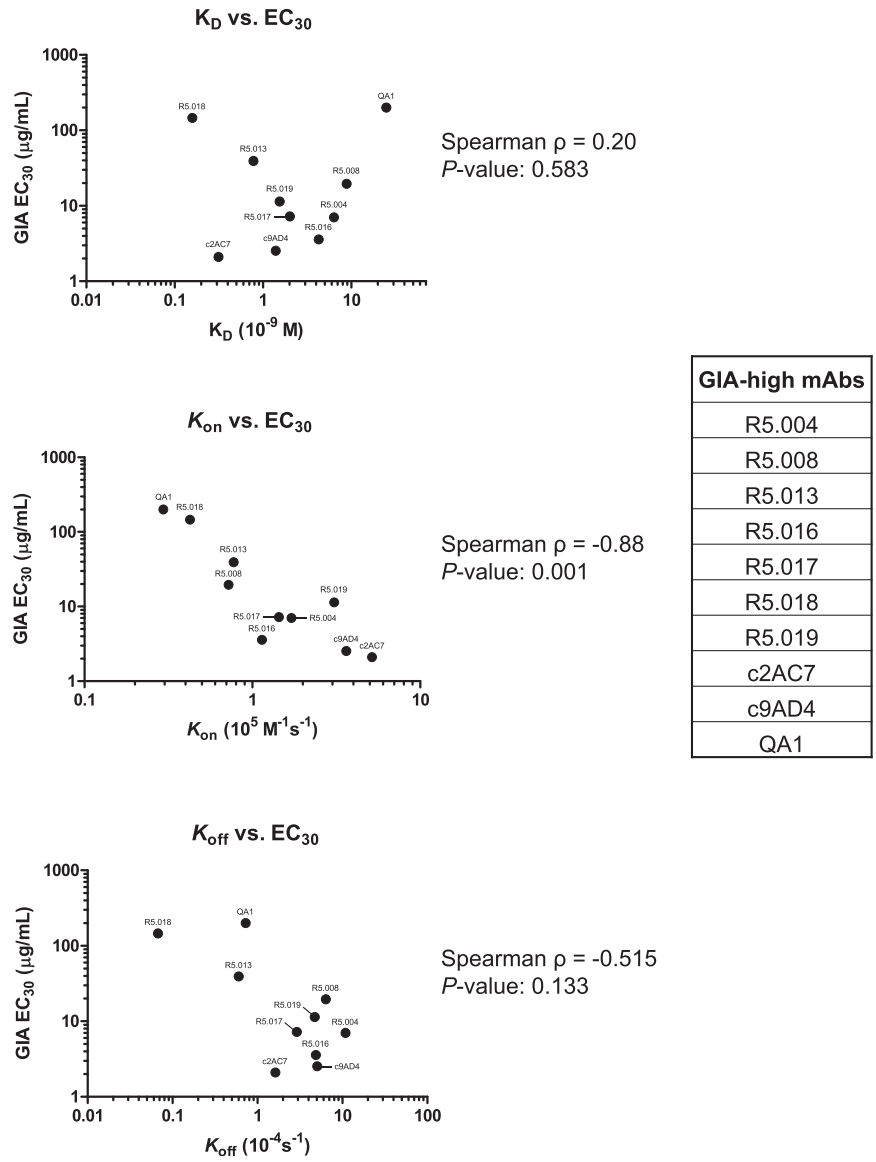 K_D vs. EC_30
GIA EC_30 (μg/mL)
1000
100
10
1
0.01
0.1
1
10
K_D (10^-9 M)
QA1
R5.018
R5.013
R5.008
R5.019
R5.017
R5.004
R5.016
c9AD4
c2AC7
Spearman ρ = 0.20
P-value: 0.583
K_on vs. EC_30
GIA EC_30 (μg/mL)
1000
100
10
1
0.1
1
10
K_on (10^5 M^-1s^-1)
QA1
R5.018
R5.013
R5.008
R5.019
R5.017
R5.004
R5.016
c9AD4
c2AC7
Spearman ρ = -0.88
P-value: 0.001
GIA-high mAbs
R5.004
R5.008
R5.013
R5.016
R5.017
R5.018
R5.019
c2AC7
c9AD4
QA1
K_off vs. EC_30
GIA EC_30 (μg/mL)
1000
100
10
1
0.01
0.1
1
10
100
K_off (10^-4s^-1)
QA1
R5.018
R5.013
R5.008
R5.019
R5.017
R5.004
R5.016
c2AC7
c9AD4
Spearman ρ = -0.515
P-value: 0.133